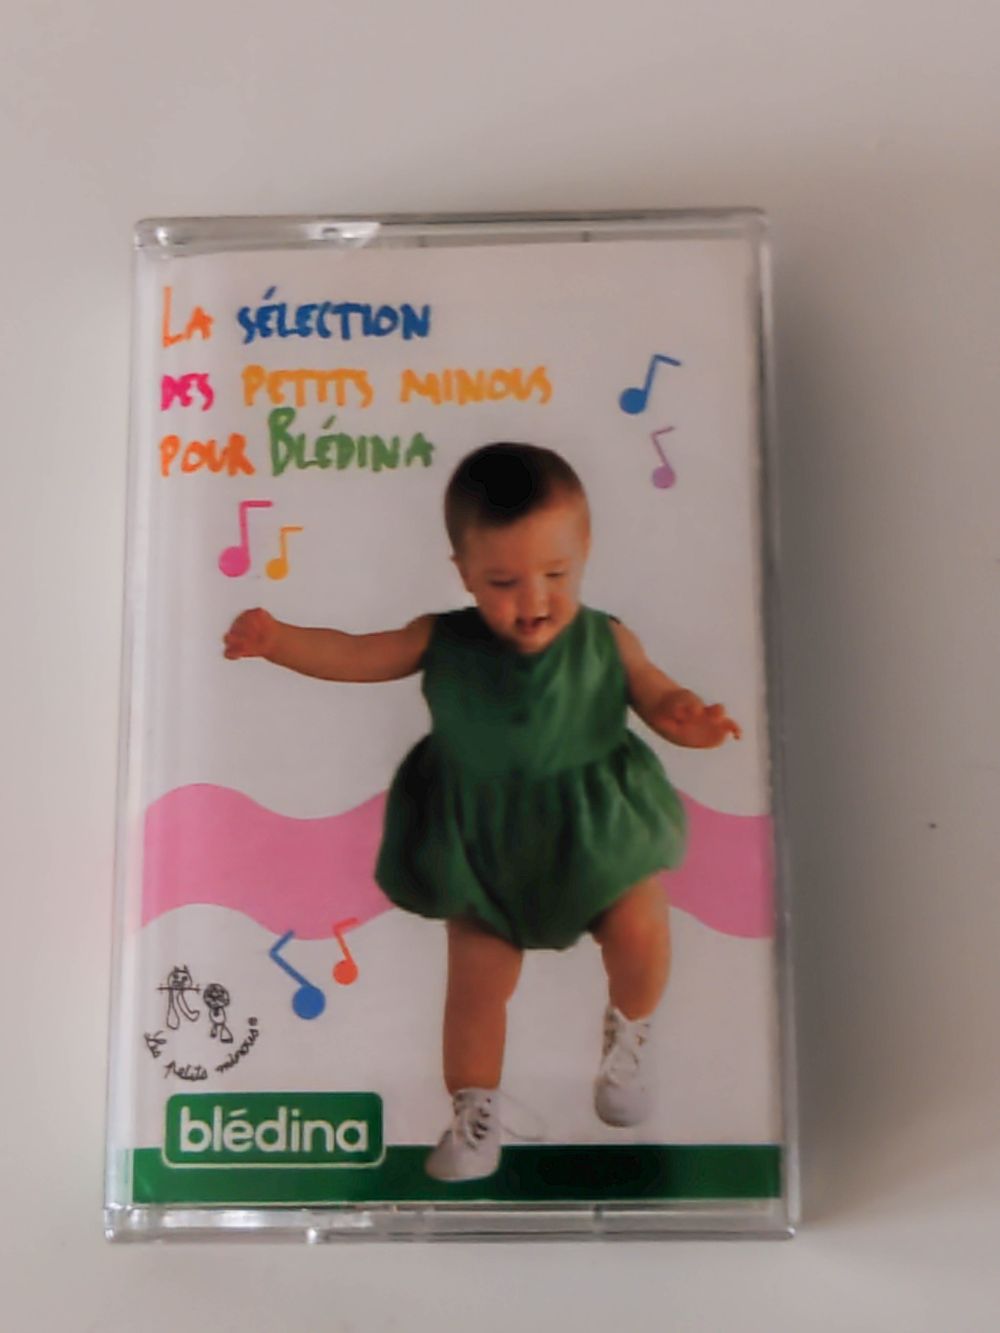 La sélection
des petits minous
pour Blédina
Les petits minous®
blédina